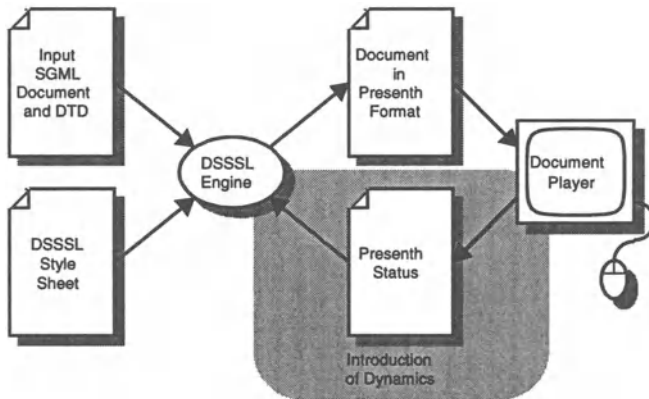 Input
SGML
Document
and DTD
Document
in
Presenth
Format
DSSSL
Engine
Document
Player
DSSSL
Style
Sheet
Presenth
Status
Introduction
of Dynamics